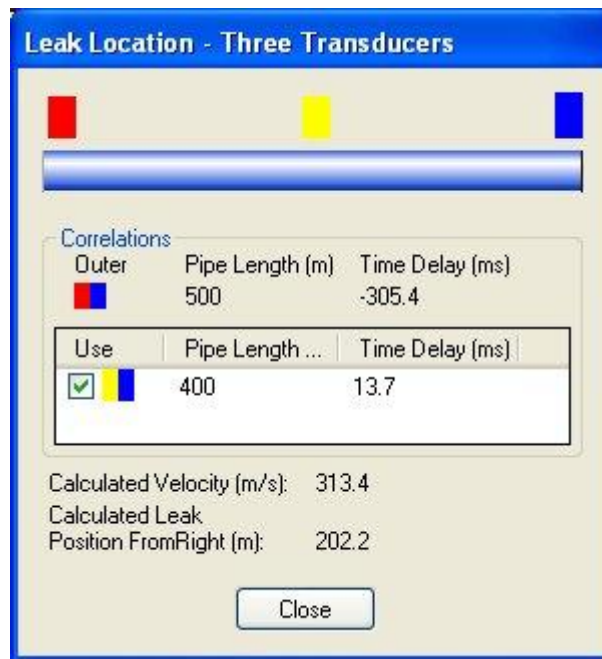 Leak Location - Three Transducers
Correlations
Outer Pipe Length (m) Time Delay (ms)
500 -305.4
Use Pipe Length ... Time Delay (ms)
400 13.7
Calculated Velocity (m/s): 313.4
Calculated Leak
Position FromRight (m): 202.2
Close